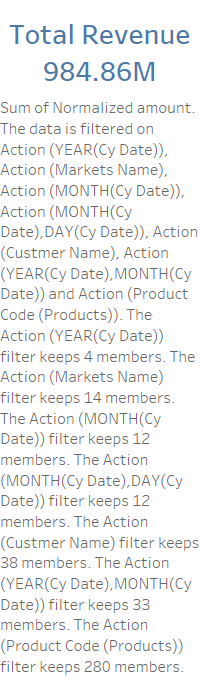 Total Revenue
984.86M
Sum of Normalized amount.
The data is filtered on
Action (YEAR(Cy Date)),
Action (Markets Name),
Action (MONTH(Cy Date)),
Action (MONTH(Cy
Date),DAY(Cy Date)), Action
(Custmer Name), Action
(YEAR(Cy Date),MONTH(Cy
Date)) and Action (Product
Code (Products)). The
Action (YEAR(Cy Date))
filter keeps 4 members. The
Action (Markets Name)
filter keeps 14 members.
The Action (MONTH(Cy
Date)) filter keeps 12
members. The Action
(MONTH(Cy Date),DAY(Cy
Date)) filter keeps 12
members. The Action
(Custmer Name) filter keeps
38 members. The Action
(YEAR(Cy Date),MONTH(Cy
Date)) filter keeps 33
members. The Action
(Product Code (Products))
filter keeps 280 members.